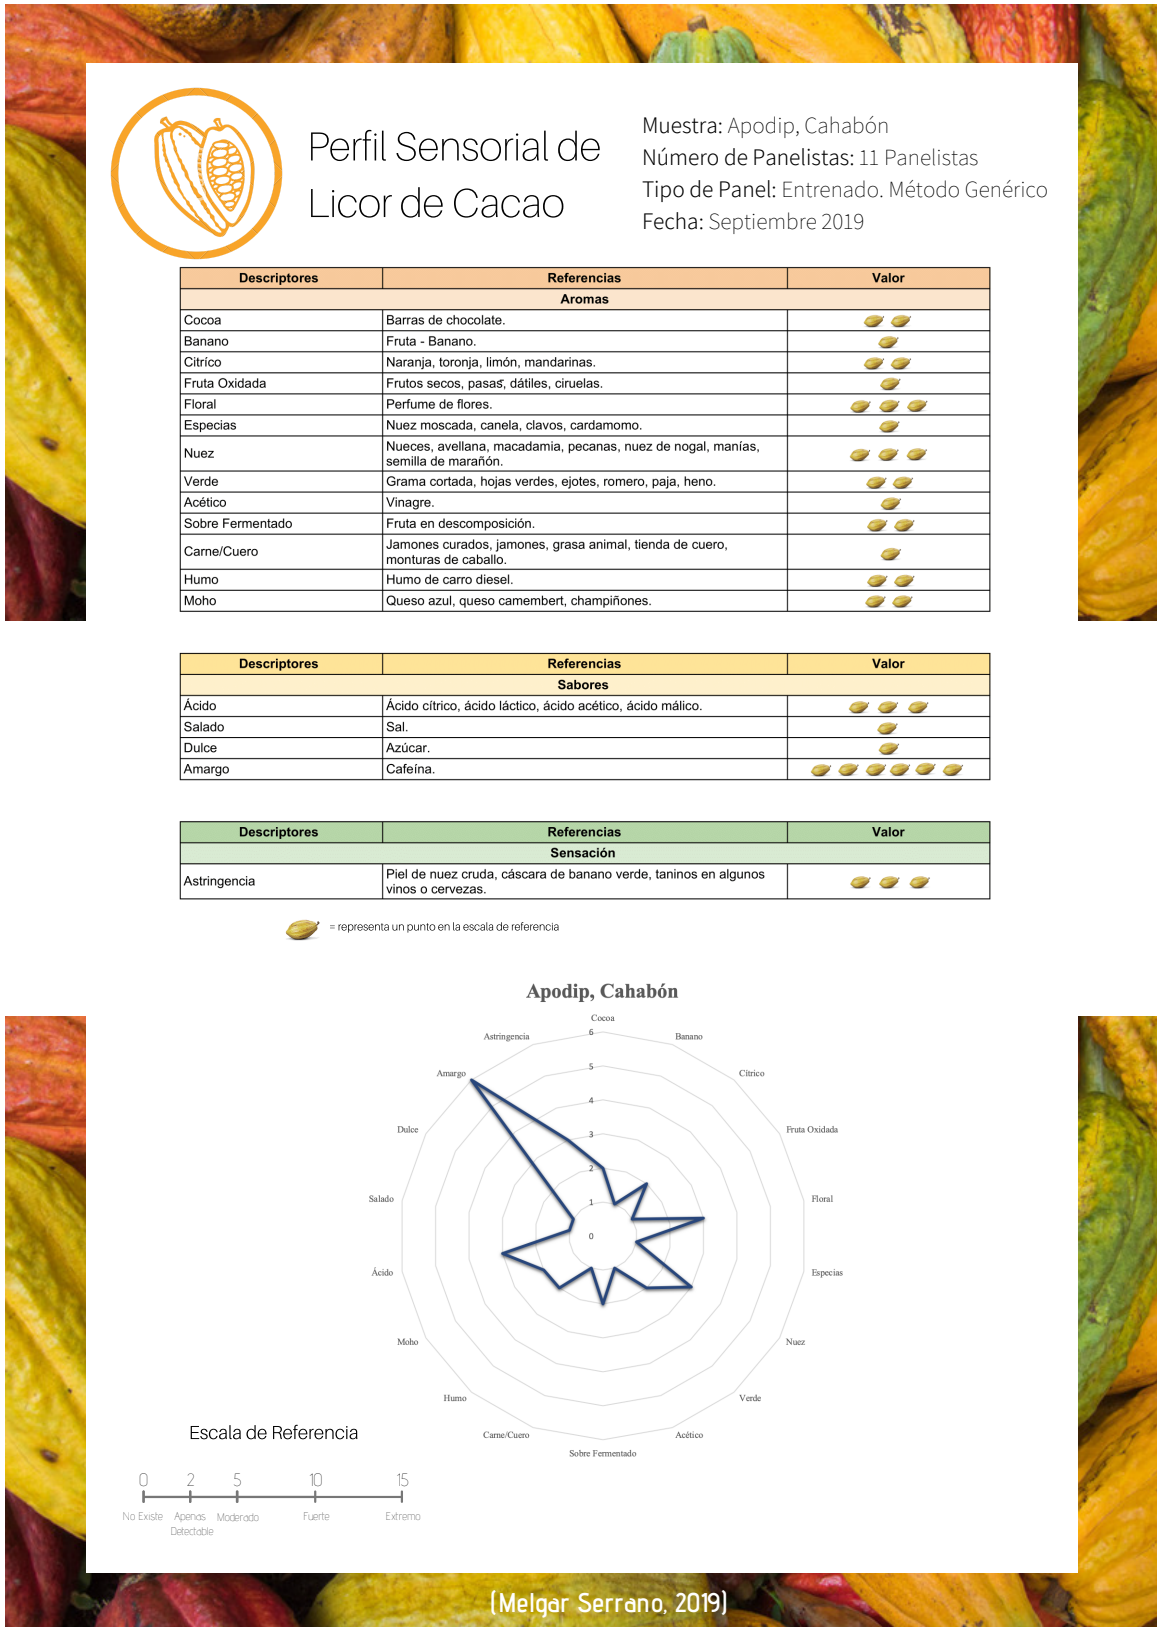 Perfil Sensorial de
Licor de Cacao
Muestra: Apodip, Cahabón
Número de Panelistas: 11 Panelistas
Tipo de Panel: Entrenado. Método Genérico
Fecha: Septiembre 2019
Descriptores Referencias Valor
Aromas
Cocoa Barras de chocolate.
Banano Fruta - Banano.
Citríco Naranja, toronja, limón, mandarinas.
Fruta Oxidada Frutos secos, pasas, dátiles, ciruelas.
Floral Perfume de flores.
Especias Nuez moscada, canela, clavos, cardamomo.
Nuez Nueces, avellana, macadamia, pecanas, nuez de nogal, manías,
semilla de marañón.
Verde Grama cortada, hojas verdes, ejotes, romero, paja, heno.
Acético Vinagre.
Sobre Fermentado Fruta en descomposición.
Carne/Cuero Jamones curados, jamones, grasa animal, tienda de cuero,
monturas de caballo.
Humo Humo de carro diesel.
Moho Queso azul, queso camembert, champiñones.
Descriptores Referencias Valor
Sabores
Ácido Ácido cítrico, ácido láctico, ácido acético, ácido málico.
Salado Sal.
Dulce Azúcar.
Amargo Cafeína.
Descriptores Referencias Valor
Sensación
Astringencia Piel de nuez cruda, cáscara de banano verde, taninos en algunos
vinos o cervezas.
= representa un punto en la escala de referencia
Apodip, Cahabón
Cocoa
Banano
Cítrico
Fruta Oxidada
Floral
Especias
Nuez
Verde
Acético
Sobre Fermentado
Carne/Cuero
Humo
Moho
Ácido
Salado
Dulce
Amargo
Astringencia
6
5
4
3
2
1
0
Escala de Referencia
0 2 5 10 15
No Existe Apenas Moderado Fuerte Extremo
Detectable
(Melgar Serrano, 2019)